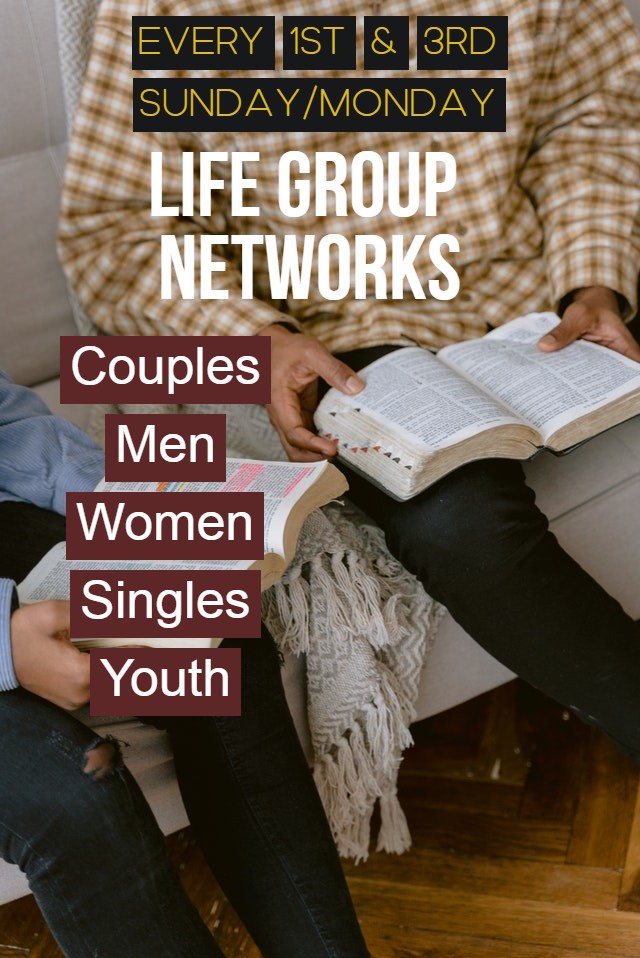 EVERY 1ST & 3RD
SUNDAY/MONDAY
LIFE GROUP
NETWORKS
Couples
Men
Women
Singles
Youth